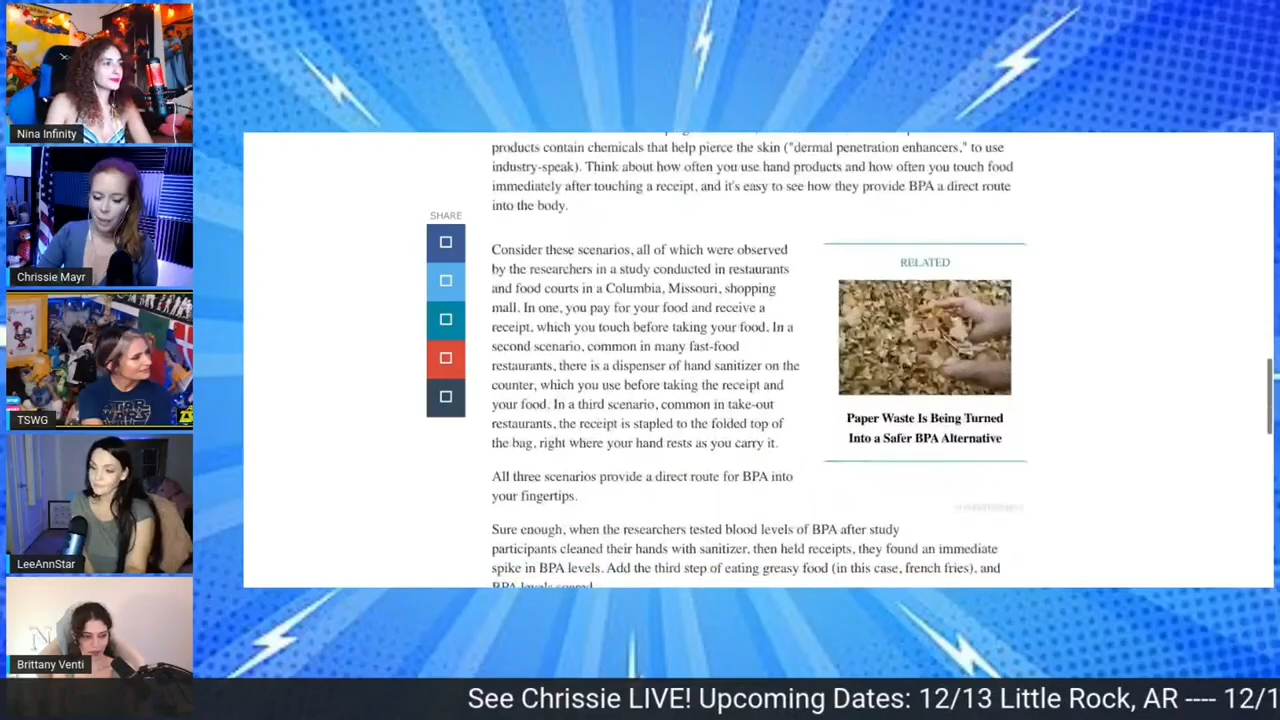 Nina Infinity
Chrissie Mayr
TSWG
LeeAnnStar
Brittany Venti
products contain chemicals that help pierce the skin ("dermal penetration enhancers," to use
industry-speak). Think about how often you use hand products and how often you touch food
immediately after touching a receipt, and it's easy to see how they provide BPA a direct route
into the body.
SHARE
Consider these scenarios, all of which were observed
by the researchers in a study conducted in restaurants
and food courts in a Columbia, Missouri, shopping
mall. In one, you pay for your food and receive a
receipt, which you touch before taking your food. In a
second scenario, common in many fast-food
restaurants, there is a dispenser of hand sanitizer on the
counter, which you use before taking the receipt and
your food. In a third scenario, common in take-out
restaurants, the receipt is stapled to the folded top of
the bag, right where your hand rests as you carry it.
RELATED
Paper Waste Is Being Turned
Into a Safer BPA Alternative
All three scenarios provide a direct route for BPA into
your fingertips.
Sure enough, when the researchers tested blood levels of BPA after study
participants cleaned their hands with sanitizer, then held receipts, they found an immediate
spike in BPA levels. Add the third step of eating greasy food (in this case, french fries), and
BPA levels soared
See Chrissie LIVE! Upcoming Dates: 12/13 Little Rock, AR ---- 12/1